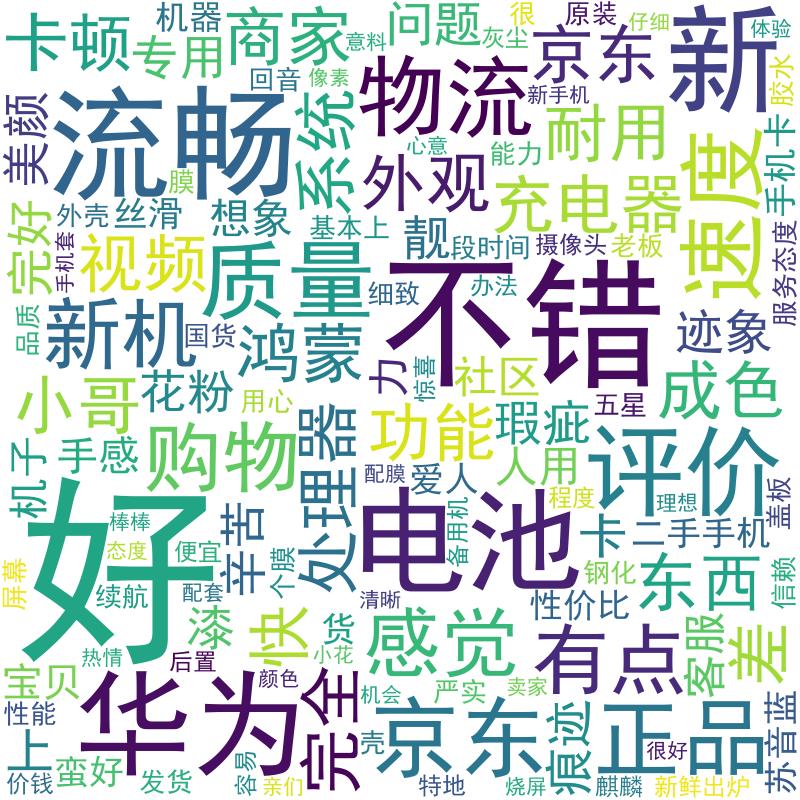 卡顿
机器
专用
商家
意料
问题
灰尘
很
原装
仔细
京东
新
体验
胶水
手机卡
美颜
流畅
回音
像素
系统
物流
新手机
心意
能力
耐用
速度
膜
外观
充电器
外壳
丝滑
想象
基本上
靓
段时间
摄像头
老板
服务态度
完好
手机套
视频
质量
细致
办法
不错
品质
新机
国货
鸿蒙
迹象
力
惊喜
社区
成色
小哥
花粉
用心
五星
功能
瑕疵
评价
机子
手感
购物
处理器
配膜
爱人
人用
程度
理想
盖板
棒棒
好
辛苦
电池
备用机
卡
二手手机
态度
便宜
个膜
屏幕
续航
配套
清晰
钢化
东西
信赖
性价比
漆
快
货
感觉
有点
客服
差
热情
后置
小花
宝贝
华为
颜色
完全
机会
严实
卖家
性能
上
京东
痕迹
正品
很好
苏音蓝
蛮好
壳
价钱
发货
容易
亲们
特地
烧屏
麒麟
新鲜出炉